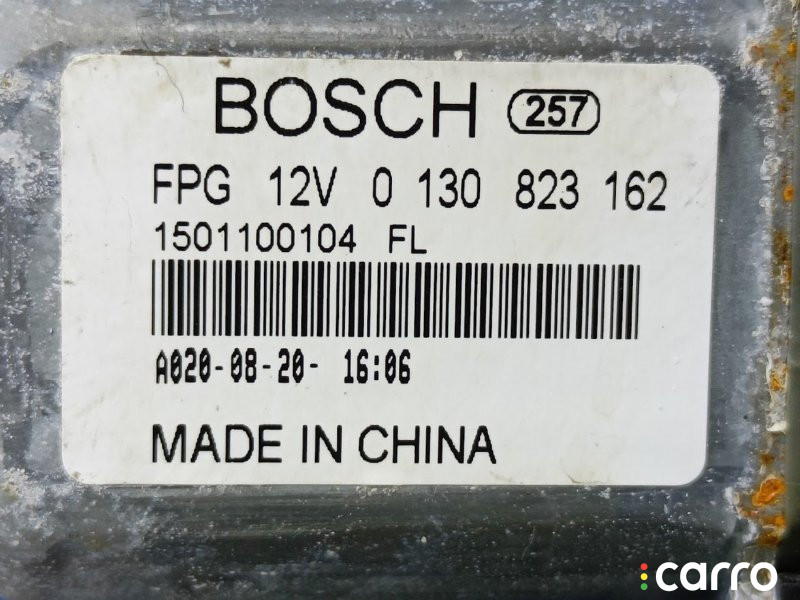 BOSCH 257
FPG 12V 0 130 823 162
1501100104 FL
A020-08-20- 16:06
MADE IN CHINA
carro